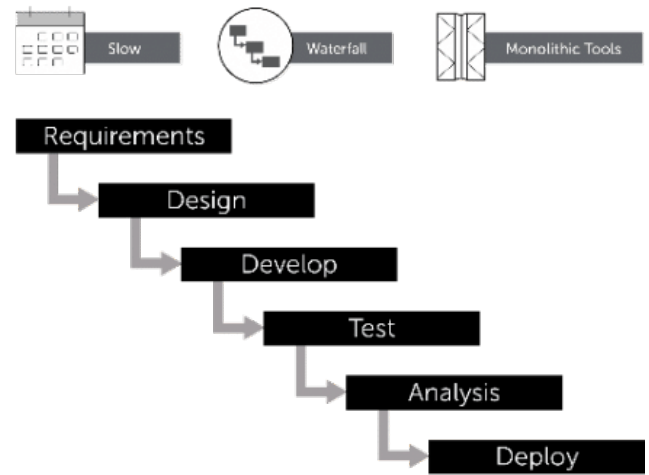 Slow
Waterfall
Monolithic Tools
Requirements
Design
Develop
Test
Analysis
Deploy